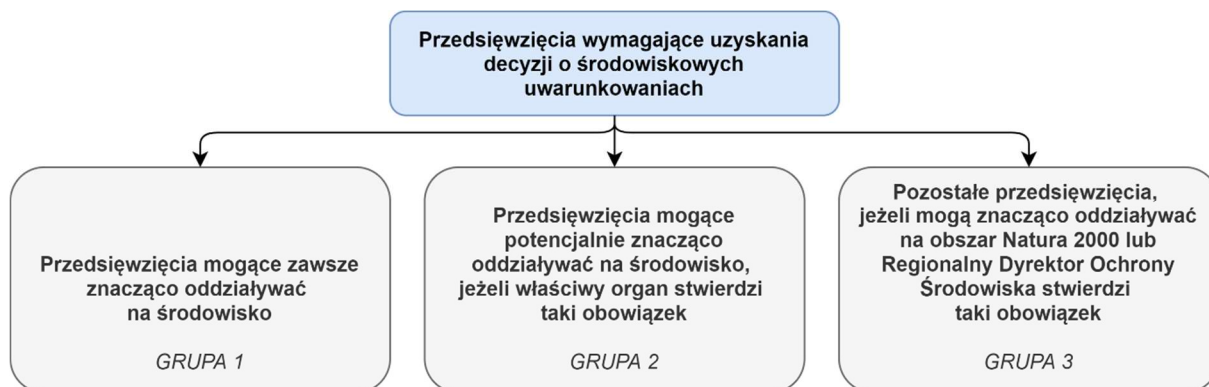 Przedsięwzięcia wymagające uzyskania
decyzji o środowiskowych
uwarunkowaniach
Przedsięwzięcia mogące zawsze
znacząco oddziaływać
na środowisko
GRUPA 1
Przedsięwzięcia mogące
potencjalnie znacząco
oddziaływać na środowisko,
jeżeli właściwy organ stwierdzi
taki obowiązek
GRUPA 2
Pozostałe przedsięwzięcia,
jeżeli mogą znacząco oddziaływać
na obszar Natura 2000 lub
Regionalny Dyrektor Ochrony
Środowiska stwierdzi
taki obowiązek
GRUPA 3